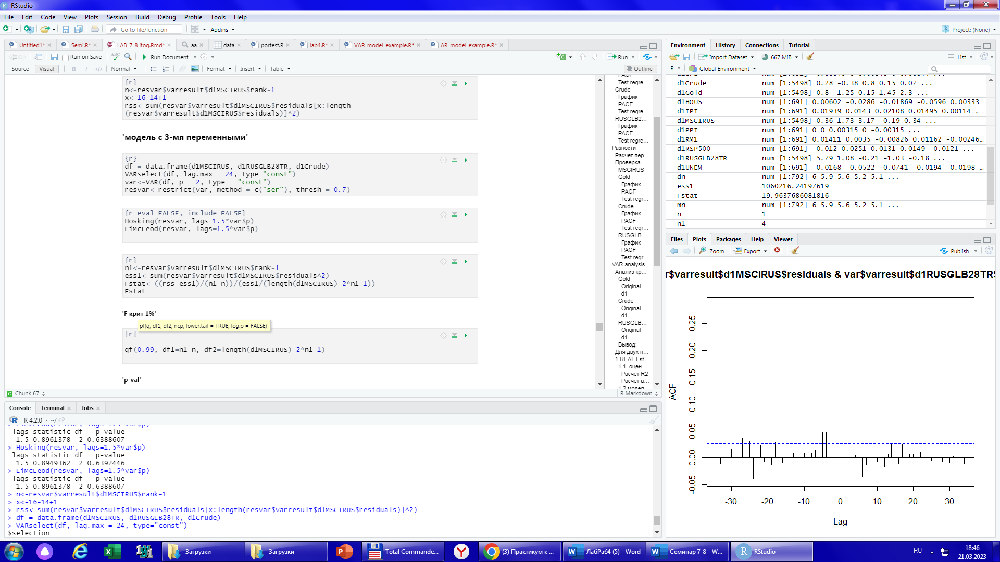 RStudio
File Edit Code View Plots Session Build Debug Profile Tools Help
Go to file/function Addins Project: (None)
Untitled1* Semi.R* LAB_7-8 itog.Rmd* aa data portest.R lab4.R* VAR_model_example.R* AR_model_example.R*
Run on Save ABC Run Document Run
Source Visual B I </> Normal Format Insert Table Outline
{r}
n<-resvar$varresult$d1MSCIRUS$rank-1
x<-16-14+1
rss<-sum(resvar$varresult$d1MSCIRUS$residuals[x:length
(resvar$varresult$d1MSCIRUS$residuals)]^2)
'модель с 3-мя переменными'
{r}
df = data.frame(d1MSCIRUS, d1RUSGLB28TR, d1Crude)
VARselect(df, lag.max = 24, type="const")
var<-VAR(df, p = 2, type = "const")
resvar<-restrict(var, method = c("ser"), thresh = 0.7)
{r eval=FALSE, include=FALSE}
Hosking(resvar, lags=1.5*var$p)
LiMcLeod(resvar, lags=1.5*var$p)
{r}
n1<-resvar$varresult$d1MSCIRUS$rank-1
ess1<-sum(resvar$varresult$d1MSCIRUS$residuals^2)
Fstat<-((rss-ess1)/(n1-n))/(ess1/(length(d1MSCIRUS)-2*n1-1))
Fstat
'F крит 1%'
pf(q, df1, df2, ncp, lower.tail = TRUE, log.p = FALSE)
{r}
qf(0.99, df1=n1-n, df2=length(d1MSCIRUS)-2*n1-1)
'p-val'
PACF
Test regre...
Crude
График
PACF
Test regre...
RUSGLB2...
График
PACF
Test regre...
Разности
Расчет пер...
Проверка ...
MSCIRUS
Gold
График
PACF
Test regr...
Crude
График
PACF
Test regr...
RUSGLB...
График
PACF
Test regr...
VAR analysis
Анализ кр...
Gold
Original
d1
Crude
Original
d1
RUSGLB...
Original
d1
Вывод:
Для двух п...
1.REAL Fst...
1.1. оцен...
Расчет R2
Расчет а...
1.2 модел...
Chunk 67 R Markdown
Console Terminal Jobs
R 4.2.0 · ~/
> LiMcLeod(resvar, lags=1.5*var$p)
lags statistic df p-value
1.5 0.8961378 2 0.6388607
> Hosking(resvar, lags=1.5*var$p)
lags statistic df p-value
1.5 0.8949362 2 0.6392446
> LiMcLeod(resvar, lags=1.5*var$p)
lags statistic df p-value
1.5 0.8961378 2 0.6388607
> n<-resvar$varresult$d1MSCIRUS$rank-1
> x<-16-14+1
> rss<-sum(resvar$varresult$d1MSCIRUS$residuals[x:length(resvar$varresult$d1MSCIRUS$residuals)]^2)
> df = data.frame(d1MSCIRUS, d1RUSGLB28TR, d1Crude)
> VARselect(df, lag.max = 24, type="const")
$selection
Environment History Connections Tutorial
Import Dataset 667 MiB List
R Global Environment
d1Crude num [1:5498] 0.28 -0.38 0.8 0.15 0.07 ...
d1Gold num [1:5498] 0.8 -1.25 0.15 1.45 2.3 ...
d1HOUS num [1:691] 0.00602 -0.0286 -0.01869 -0.0596 0.00333...
d1IPI num [1:691] 0.01939 0.0143 0.02108 0.01495 0.00114 ...
d1MSCIRUS num [1:5498] 0.36 1.73 3.17 -0.19 0.34 ...
d1PPI num [1:691] 0 0 0.00315 0 -0.00315 ...
d1RM1 num [1:691] 0.01411 0.0035 -0.00826 0.01162 -0.00246...
d1RSP500 num [1:691] -0.012 0.0251 0.0131 0.0149 -0.0121 ...
d1RUSGLB28TR num [1:5498] 5.79 1.08 -0.21 -1.03 -0.18 ...
d1UNEM num [1:691] -0.0168 -0.0522 -0.0741 -0.0194 -0.0198 ...
dn num [1:792] 6 5.9 5.6 5.2 5.1 ...
ess1 1060216.24197619
Fstat 19.9637686081816
mn num [1:792] 6 5.9 5.6 5.2 5.1 ...
n 1
n1 4
Files Plots Packages Help Viewer
Zoom Export Publish
r$varresult$d1MSCIRUS$residuals & var$varresult$d1RUSGLB28TR$
ACF
0.25
0.20
0.15
0.10
0.05
0.00
-0.05
-30 -20 -10 0 10 20 30
Lag
Загрузки Загрузки Total Commande... (3) Практикум к ... ЛабРаб4 (5) - Word Семинар 7-8 - W... RStudio
RU 18:46
21.03.2023